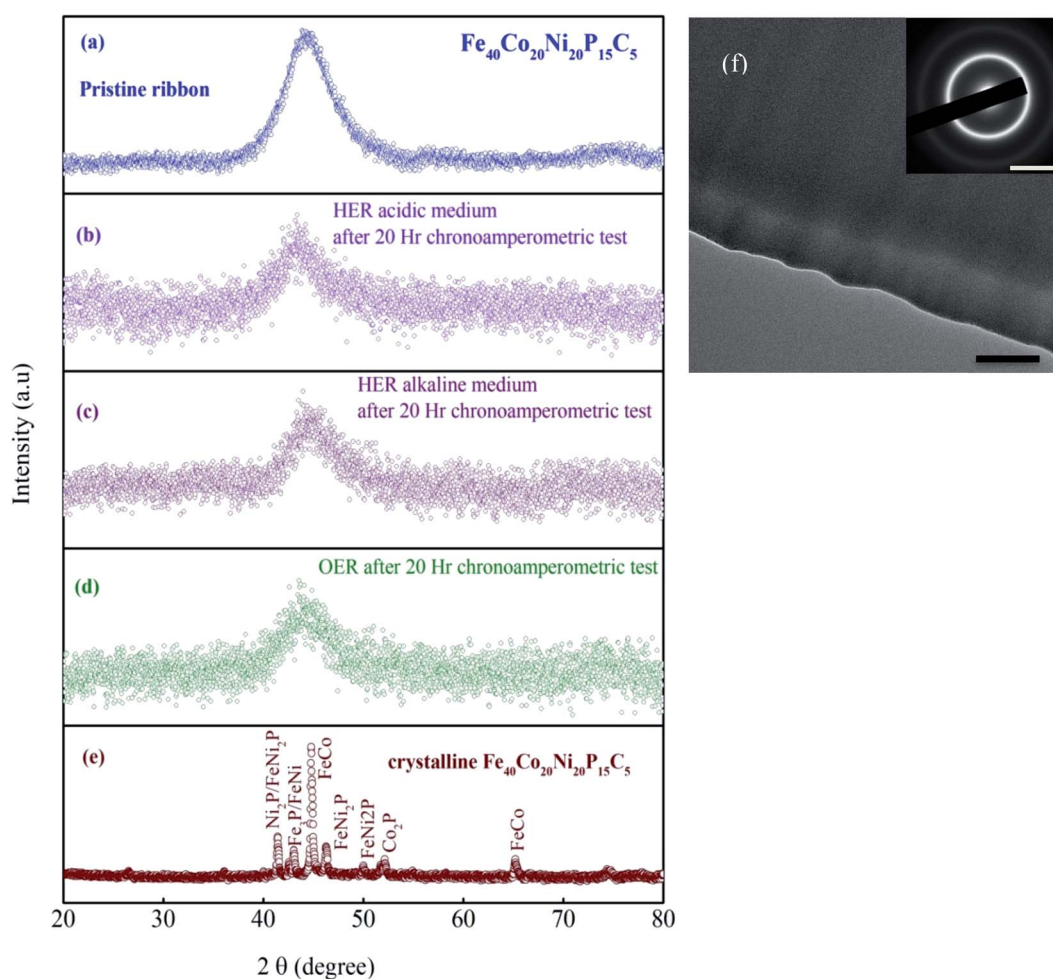 (a)
Fe₄₀Co₂₀Ni₂₀P₁₅C₅
Pristine ribbon
(b)
HER acidic medium
after 20 Hr chronoamperometric test
(c)
HER alkaline medium
after 20 Hr chronoamperometric test
(d)
OER after 20 Hr chronoamperometric test
(e)
crystalline Fe₄₀Co₂₀Ni₂₀P₁₅C₅
Ni₂P/FeNi₂P
Fe₃P/FeNi
FeCo
FeNi₂P
FeNi2P
Co₂P
FeCo
20 30 40 50 60 70 80
2 θ (degree)
Intensity (a.u)
(f)